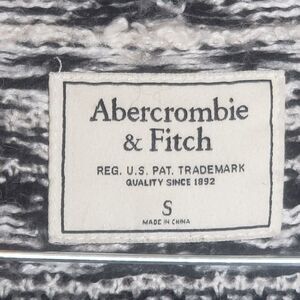 Abercrombie
& Fitch
REG. U.S. PAT. TRADEMARK
QUALITY SINCE 1892
S
MADE IN CHINA